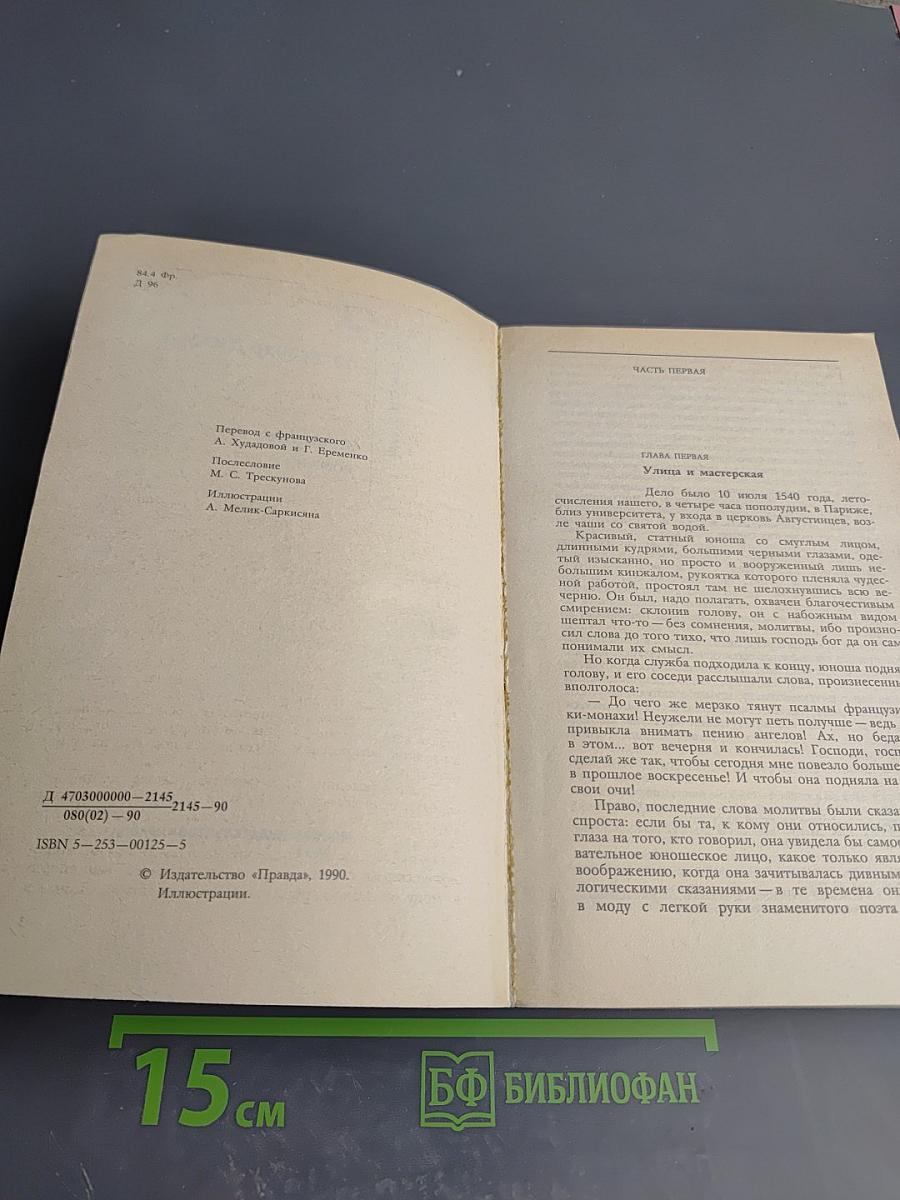 84.4 Фр.
Д 96
Перевод с французского
А. Худадовой и Г. Еременко
Послесловие
М. С. Трескунова
Иллюстрации
А. Мелик-Саркисяна
Д 4703000000—2145
080(02)—90
2145—90
ISBN 5—253—00125—5
© Издательство «Правда», 1990.
Иллюстрации.
ЧАСТЬ ПЕРВАЯ
ГЛАВА ПЕРВАЯ
Улица и мастерская
Дело было 10 июля 1540 года, лето-
счисления нашего, в четыре часа пополудни, в Париже,
близ университета, у входа в церковь Августинцев, воз-
ле чаши со святой водой.
Красивый, статный юноша со смуглым лицом,
длинными кудрями, большими черными глазами, оде-
тый изысканно, но просто и вооруженный лишь не-
большим кинжалом, рукоятка которого пленяла чудес-
ной работой, простоял там не шелохнувшись всю ве-
черню. Он был, надо полагать, охвачен благочестивым
смирением: склонив голову, он с набожным видом
шептал что-то — без сомнения, молитвы, ибо произно-
сил слова до того тихо, что лишь господь бог да он сам
понимали их смысл.
Но когда служба подходила к концу, юноша подня
голову, и его соседи расслышали слова, произнесенны
вполголоса:
— До чего же мерзко тянут псалмы французи
ки-монахи! Неужели не могут петь получше — ведь
привыкла внимать пению ангелов! Ах, но беда
в этом... вот вечерня и кончилась! Господи, госп
сделай же так, чтобы сегодня мне повезло больше
в прошлое воскресенье! И чтобы она подняла на
свои очи!
Право, последние слова молитвы были сказа
спроста: если бы та, к кому они относились, п
глаза на того, кто говорил, она увидела бы самое
вательное юношеское лицо, какое только явля
воображению, когда она зачитывалась дивным
логическими сказаниями — в те времена он
в моду с легкой руки знаменитого поэта
15 см
БФ БИБЛИОФАН